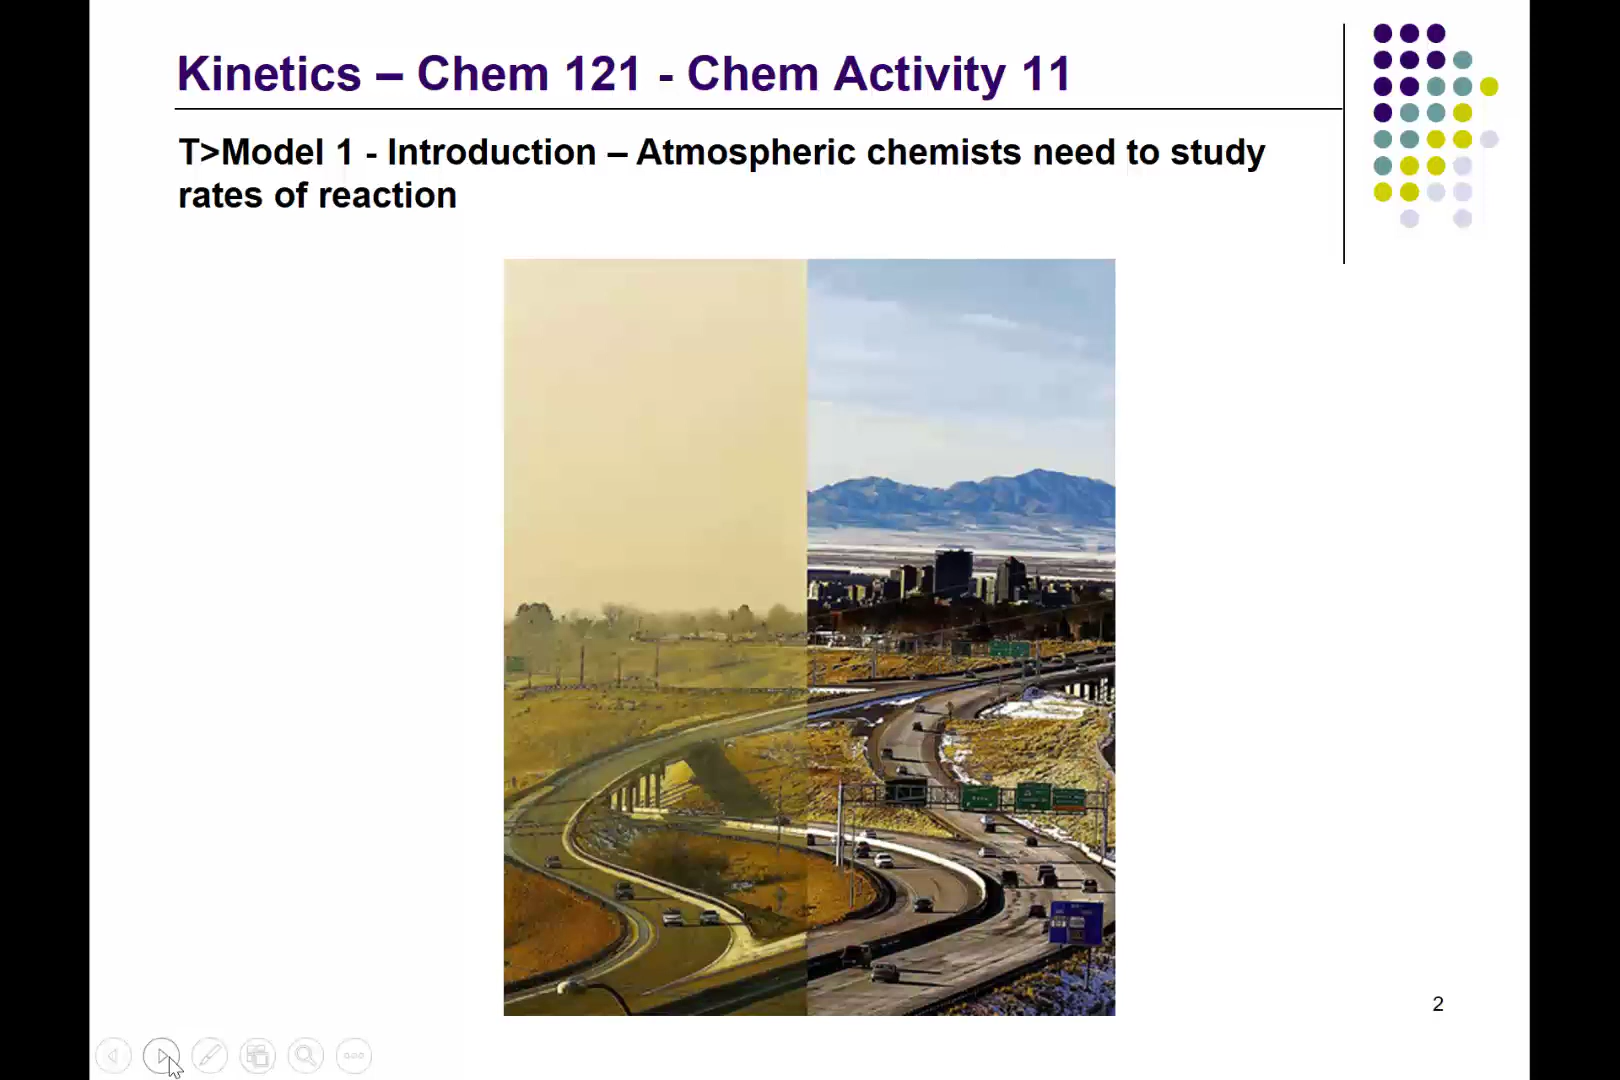 Kinetics – Chem 121 - Chem Activity 11
T>Model 1 - Introduction – Atmospheric chemists need to study
rates of reaction
2